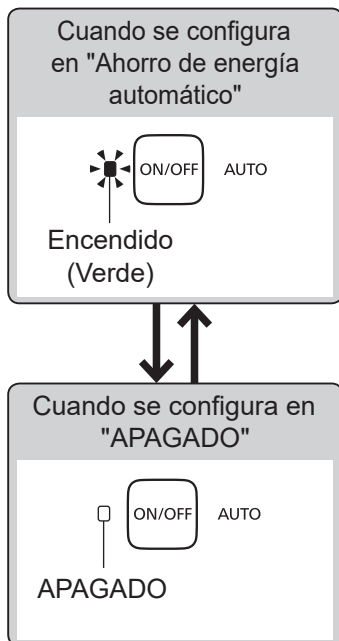 Cuando se configura
en "Ahorro de energía
automático"
ON/OFF AUTO
Encendido
(Verde)
Cuando se configura en
"APAGADO"
ON/OFF AUTO
APAGADO